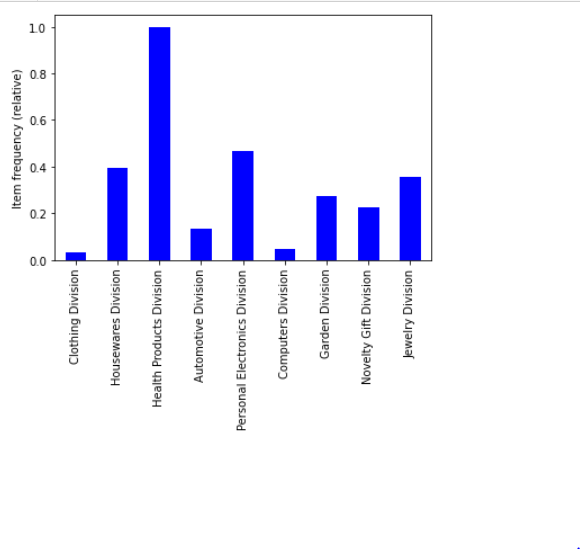 Item frequency (relative)
1.0
0.8
0.6
0.4
0.2
0.0
Clothing Division
Housewares Division
Health Products Division
Automotive Division
Personal Electronics Division
Computers Division
Garden Division
Novelty Gift Division
Jewelry Division